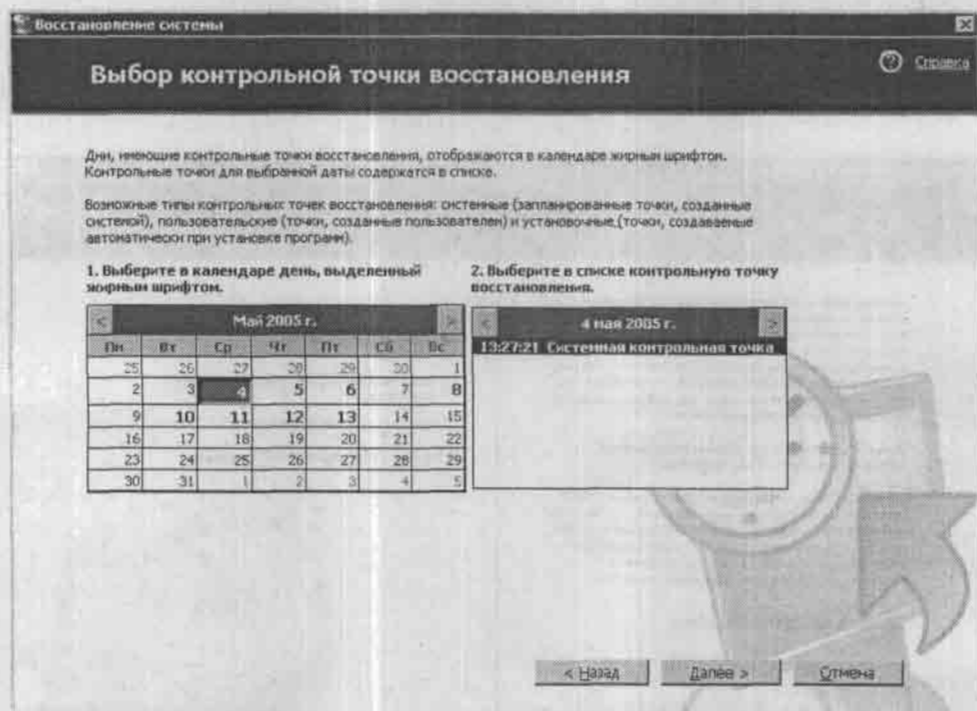 Восстановление системы
Выбор контрольной точки восстановления
Справка
Дни, имеющие контрольные точки восстановления, отображаются в календаре жирным шрифтом.
Контрольные точки для выбранной даты содержатся в списке.
Возможные типы контрольных точек восстановления: системные (запланированные точки, созданные
системой), пользовательские (точки, созданные пользователем) и установочные (точки, создаваемые
автоматически при установке программ).
1. Выберите в календаре день, выделенный
жирным шрифтом.
2. Выберите в списке контрольную точку
восстановления.
< Май 2005 г. >
Пн Вт Ср Чт Пт Сб Вс
25 26 27 28 29 30 1
2 3 4 5 6 7 8
9 10 11 12 13 14 15
16 17 18 19 20 21 22
23 24 25 26 27 28 29
30 31 1 2 3 4 5
< 4 мая 2005 г. >
13:27:21 Системная контрольная точка
< Назад
Далее >
Отмена